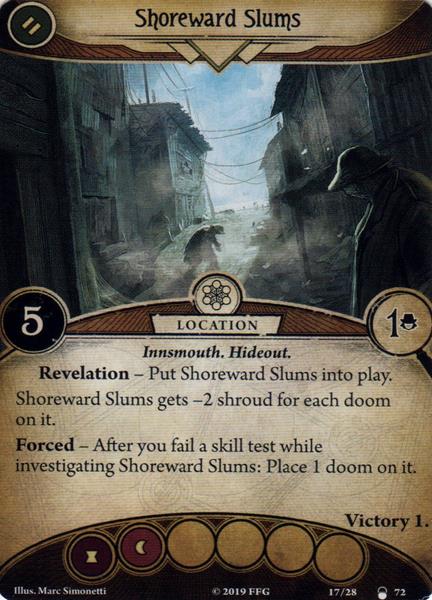 Shoreward Slums
5
1
LOCATION
Innsmouth. Hideout.
Revelation – Put Shoreward Slums into play.
Shoreward Slums gets –2 shroud for each doom
on it.
Forced – After you fail a skill test while
investigating Shoreward Slums: Place 1 doom on it.
Victory 1.
Illus. Marc Simonetti © 2019 FFG 17/28 72